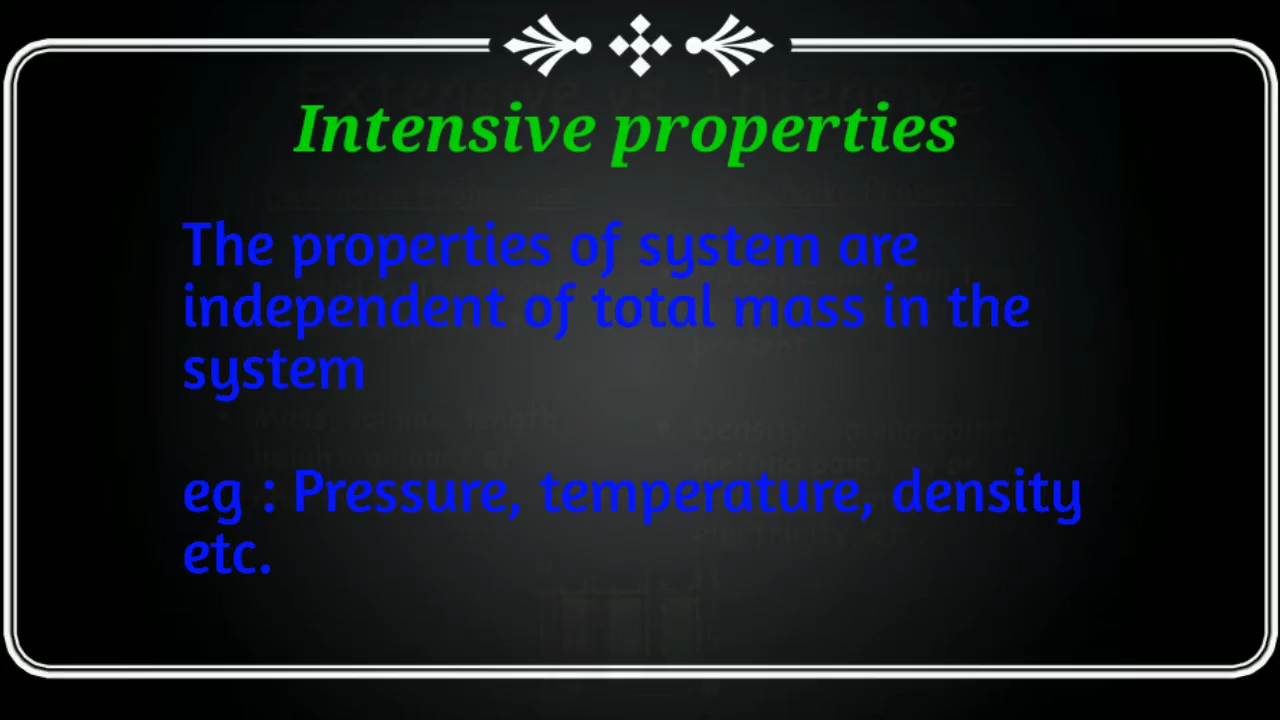 Intensive properties
The properties of system are
independent of total mass in the
system
eg : Pressure, temperature, density
etc.